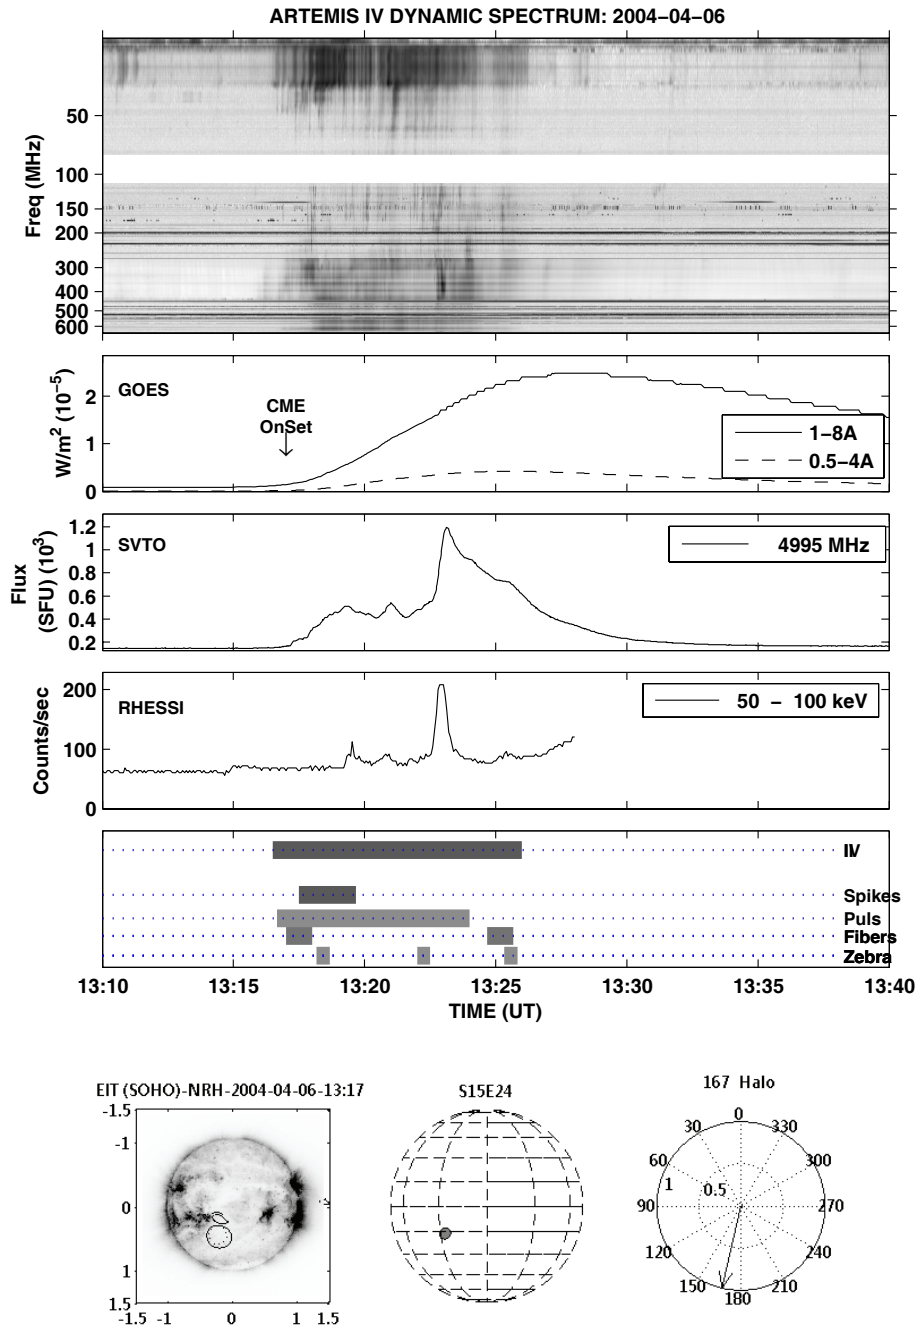 ARTEMIS IV DYNAMIC SPECTRUM: 2004−04−06
Freq (MHz)
50
100
150
200
300
400
500
600
W/m² (10⁻⁵)
2
1
0
GOES
CME
OnSet
1−8A
0.5−4A
Flux
(SFU) (10³)
1.2
1
0.8
0.6
0.4
0.2
SVTO
4995 MHz
Counts/sec
200
100
0
RHESSI
50 − 100 keV
IV
Spikes
Puls
Fibers
Zebra
13:10 13:15 13:20 13:25 13:30 13:35 13:40
TIME (UT)
EIT (SOHO)-NRH-2004-04-06-13:17
-1.5
-1
0
1
1.5
-1.5 -1 0 1 1.5
S15E24
167 Halo
0
30 330
60 300
1 0.5
90 270
120 240
150 210
180